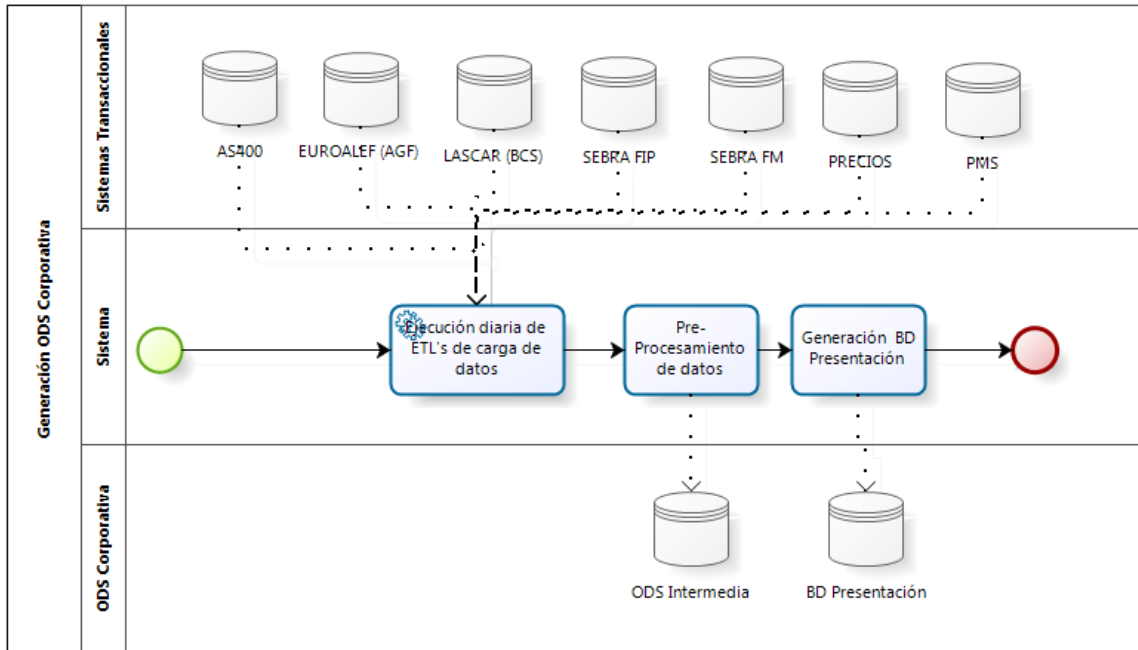 Generación ODS Corporativa
Sistemas Transaccionales
AS400
EUROALEF (AGF)
LASCAR (BCS)
SEBRA FIP
SEBRA FM
PRECIOS
PMS
Sistema
Ejecución diaria de
ETL's de carga de
datos
Pre-
Procesamiento
de datos
Generación BD
Presentación
ODS Corporativa
ODS Intermedia
BD Presentación